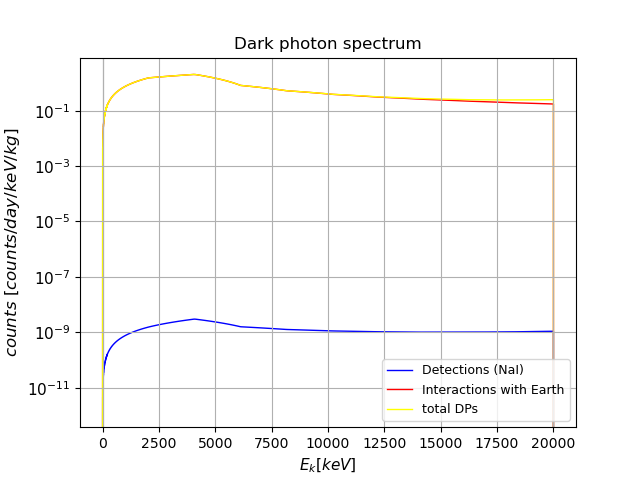 Dark photon spectrum
counts [counts/day/keV/kg]
10⁻¹
10⁻³
10⁻⁵
10⁻⁷
10⁻⁹
10⁻¹¹
Detections (NaI)
Interactions with Earth
total DPs
0 2500 5000 7500 10000 12500 15000 17500 20000
Eₖ[keV]